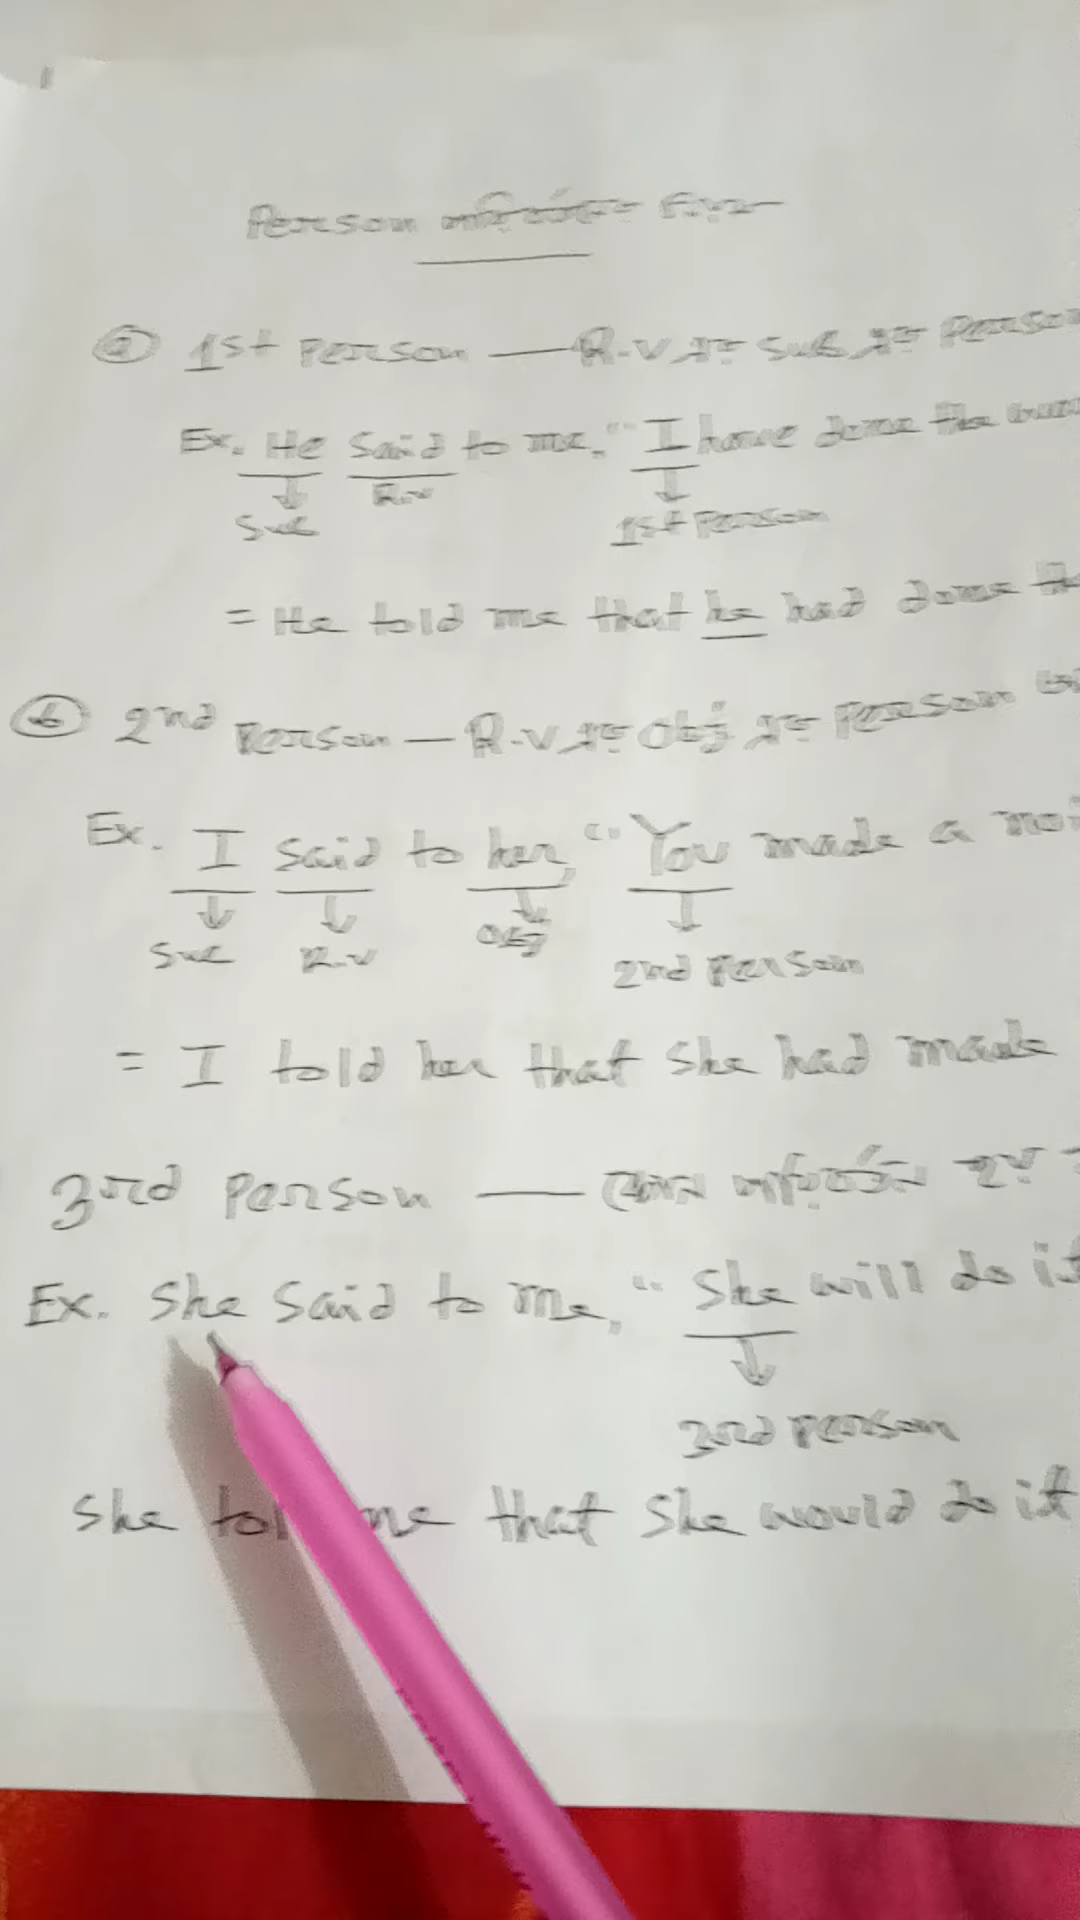 Person পরিবর্তনের নিয়ম
ⓐ 1st person — R.V এর sub এর Person
Ex. He said to me, "I have done the
Sub R.V 1st Person
= He told me that he had done
ⓑ 2nd person — R.V এর obj এর person
Ex. I said to her, "You made a
Sub R.V obj 2nd person
= I told her that she had made
3rd person — কোন পরিবর্তন হয়
Ex. She said to me, "She will do it
3rd person
She told me that she would do it